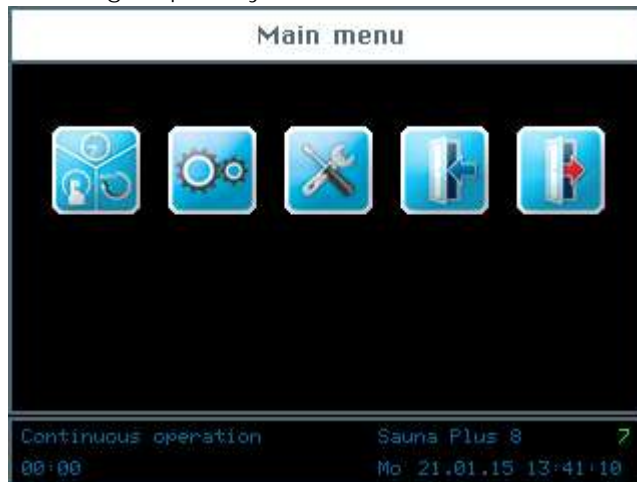 Main menu
Continuous operation
Sauna Plus 8
7
00:00
Mo 21.01.15 13:41:10